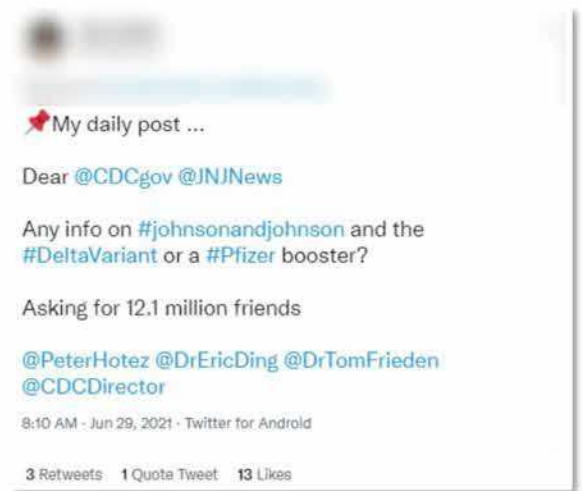 My daily post ...
Dear @CDCgov @JNJNews
Any info on #johnsonandjohnson and the
#DeltaVariant or a #Pfizer booster?
Asking for 12.1 million friends
@PeterHotez @DrEricDing @DrTomFrieden
@CDCDirector
8:10 AM · Jun 29, 2021 · Twitter for Android
3 Retweets 1 Quote Tweet 13 Likes